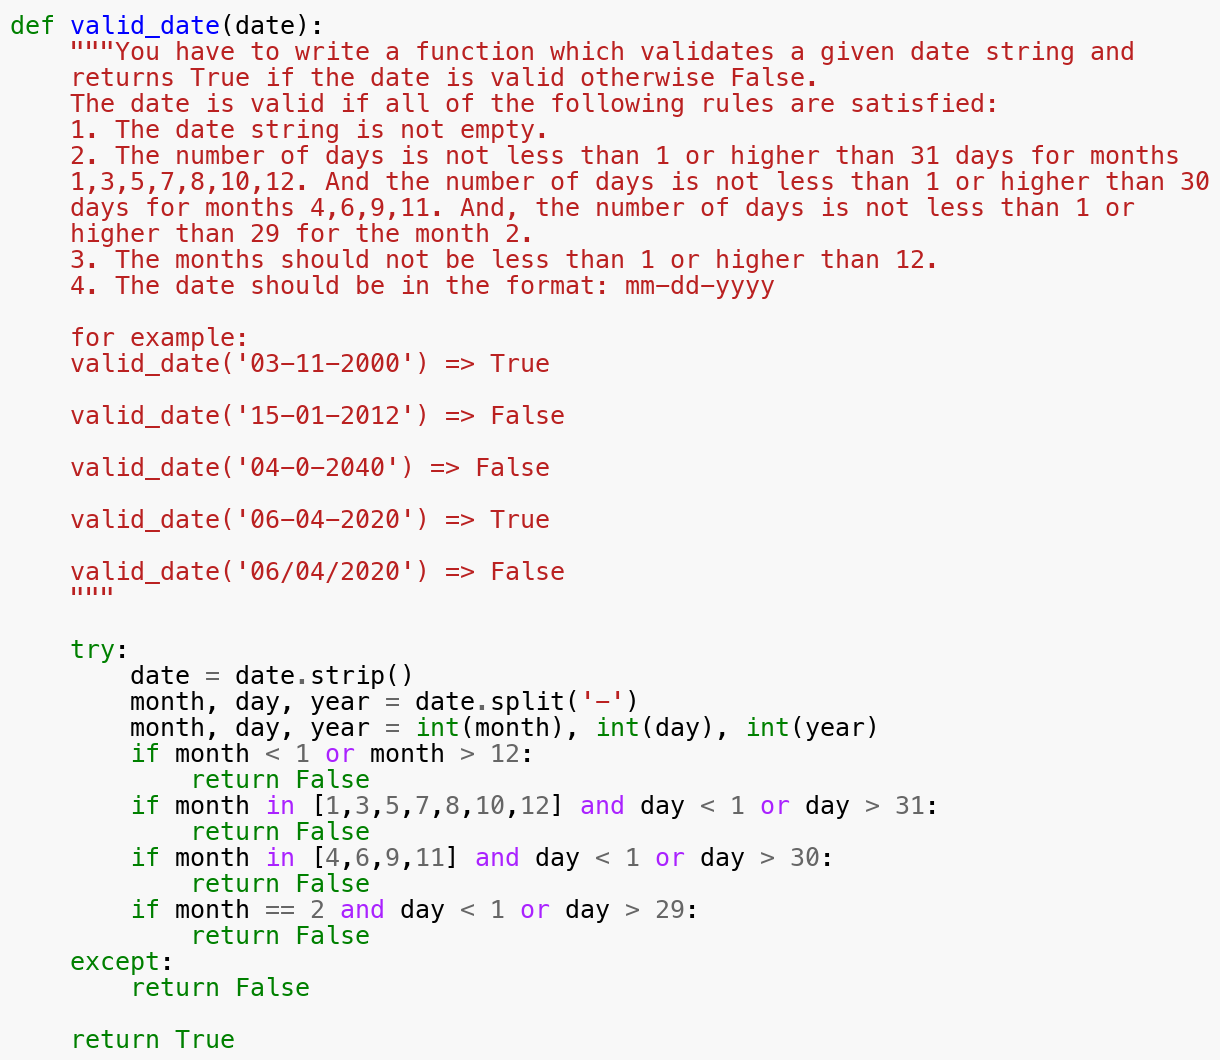 def valid_date(date):
    """You have to write a function which validates a given date string and
    returns True if the date is valid otherwise False.
    The date is valid if all of the following rules are satisfied:
    1. The date string is not empty.
    2. The number of days is not less than 1 or higher than 31 days for months
    1,3,5,7,8,10,12. And the number of days is not less than 1 or higher than 30
    days for months 4,6,9,11. And, the number of days is not less than 1 or
    higher than 29 for the month 2.
    3. The months should not be less than 1 or higher than 12.
    4. The date should be in the format: mm-dd-yyyy

    for example:
    valid_date('03-11-2000') => True

    valid_date('15-01-2012') => False

    valid_date('04-0-2040') => False

    valid_date('06-04-2020') => True

    valid_date('06/04/2020') => False
    """

    try:
        date = date.strip()
        month, day, year = date.split('-')
        month, day, year = int(month), int(day), int(year)
        if month < 1 or month > 12:
            return False
        if month in [1,3,5,7,8,10,12] and day < 1 or day > 31:
            return False
        if month in [4,6,9,11] and day < 1 or day > 30:
            return False
        if month == 2 and day < 1 or day > 29:
            return False
    except:
        return False

    return True